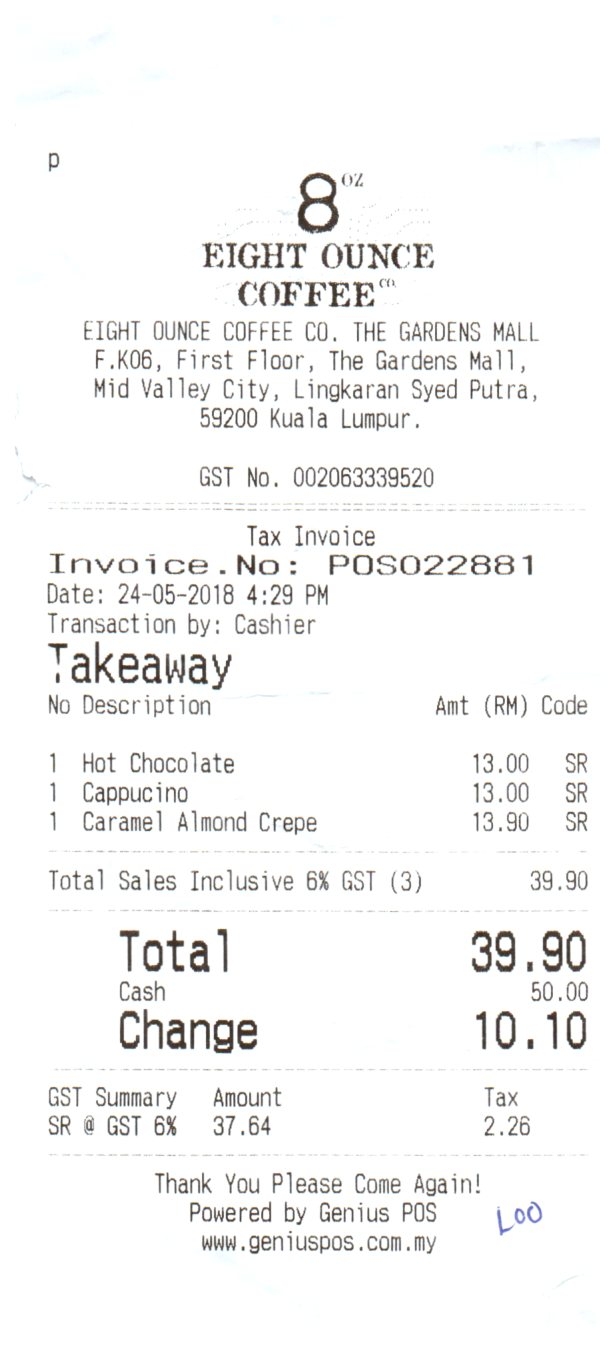 p
8 OZ
EIGHT OUNCE
COFFEE CO.
EIGHT OUNCE COFFEE CO. THE GARDENS MALL
F.K06, First Floor, The Gardens Mall,
Mid Valley City, Lingkaran Syed Putra,
59200 Kuala Lumpur.
GST No. 002063339520
Tax Invoice
Invoice.No: POS022881
Date: 24-05-2018 4:29 PM
Transaction by: Cashier
Takeaway
No Description Amt (RM) Code
1 Hot Chocolate 13.00 SR
1 Cappucino 13.00 SR
1 Caramel Almond Crepe 13.90 SR
Total Sales Inclusive 6% GST (3) 39.90
Total 39.90
Cash 50.00
Change 10.10
GST Summary Amount Tax
SR @ GST 6% 37.64 2.26
Thank You Please Come Again!
Powered by Genius POS
LOO
www.geniuspos.com.my